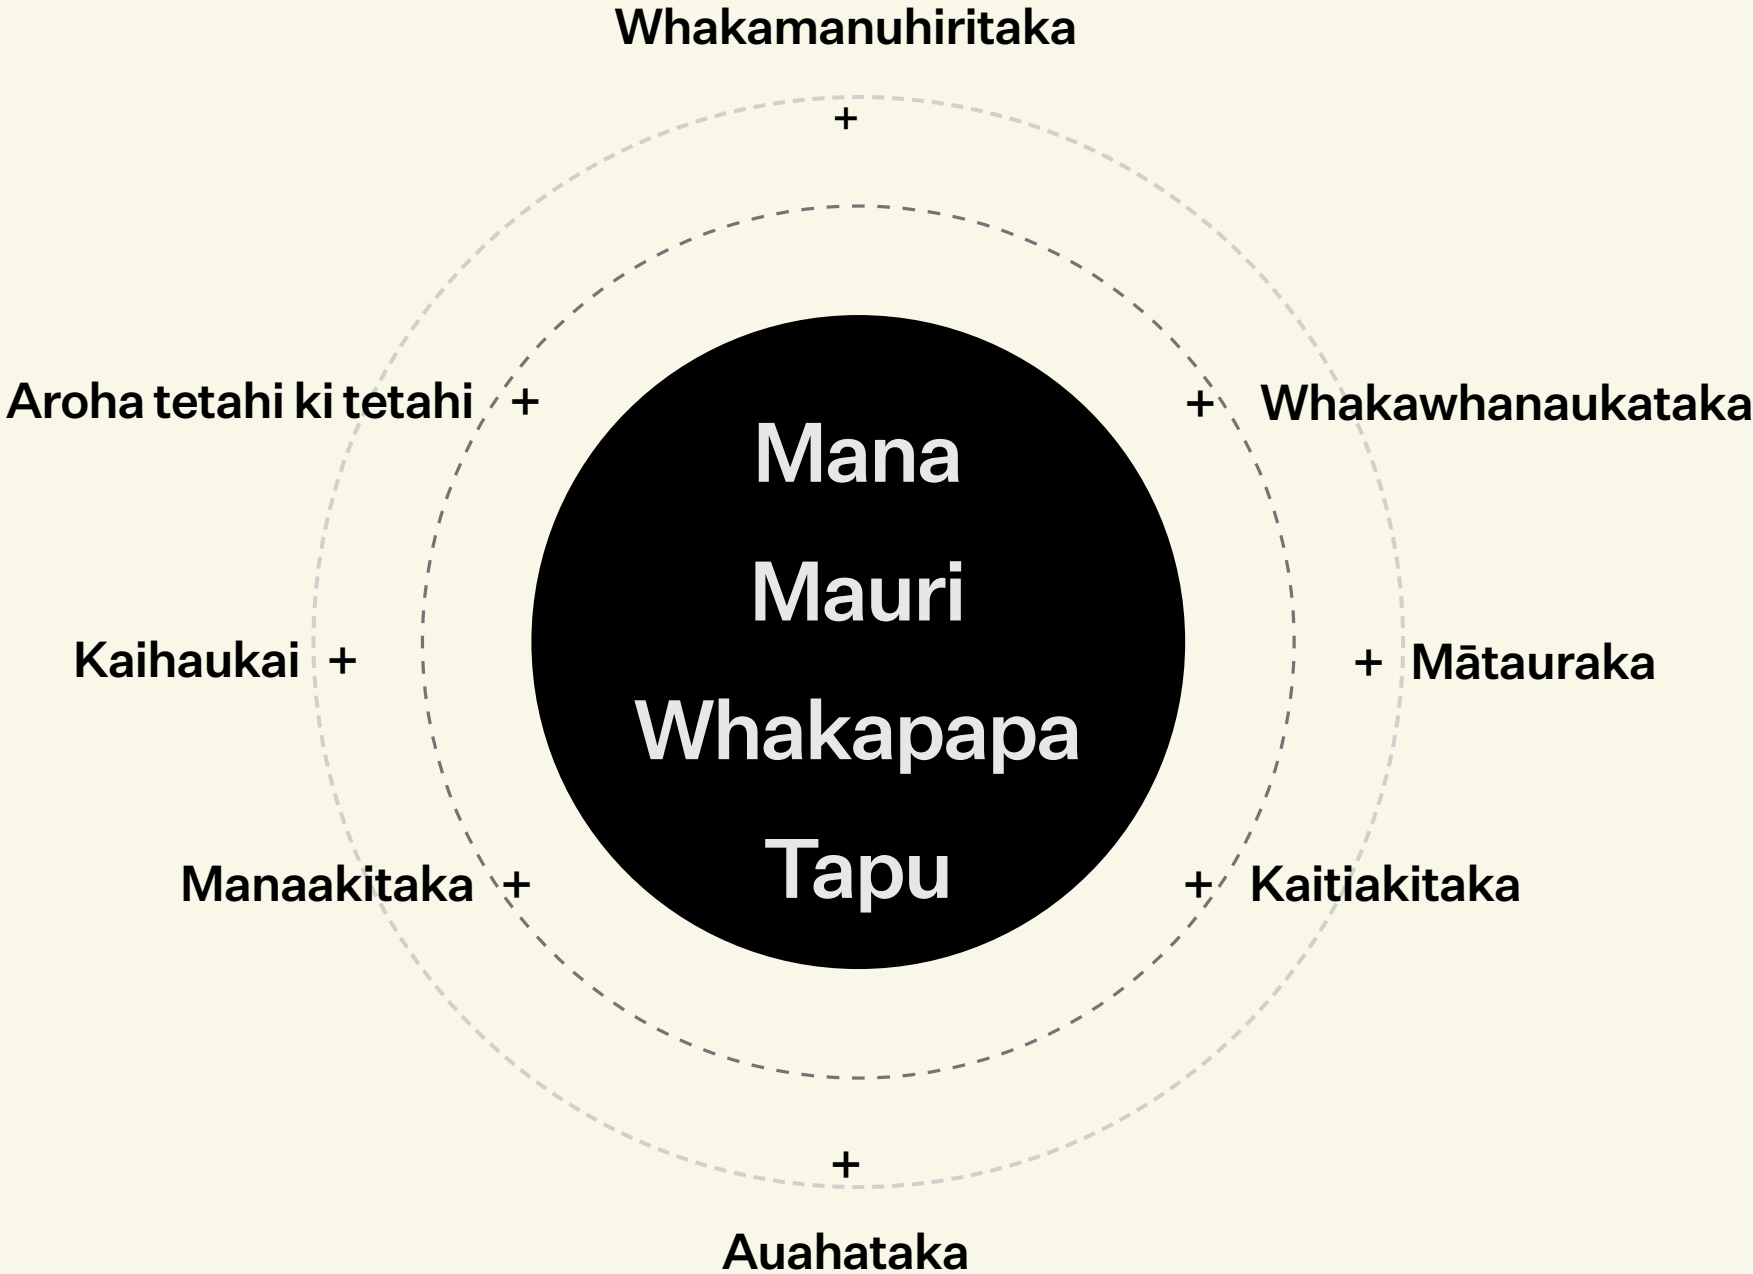 Whakamanuhiritaka
+
Aroha tetahi ki tetahi +
+ Whakawhanaukataka
Mana
Mauri
Kaihaukai +
+ Mātauraka
Whakapapa
Manaakitaka +
Tapu
+ Kaitiakitaka
+
Auahataka